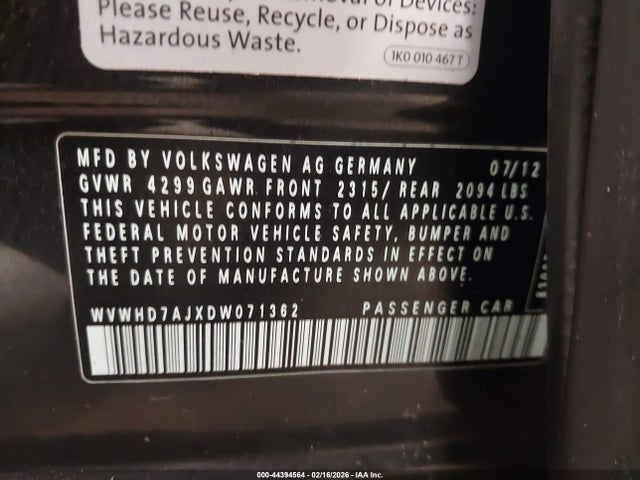 Removal of Devices:
Please Reuse, Recycle, or Dispose as
Hazardous Waste.
1K0 010 467 T
MFD BY VOLKSWAGEN AG GERMANY 07/12
GVWR 4299 GAWR FRONT 2315/ REAR 2094 LBS
THIS VEHICLE CONFORMS TO ALL APPLICABLE U.S.
FEDERAL MOTOR VEHICLE SAFETY, BUMPER AND
THEFT PREVENTION STANDARDS IN EFFECT ON
THE DATE OF MANUFACTURE SHOWN ABOVE.
WVWHD7AJXDW071362 PASSENGER CAR
000-44394564 - 02/16/2026 - IAA Inc.